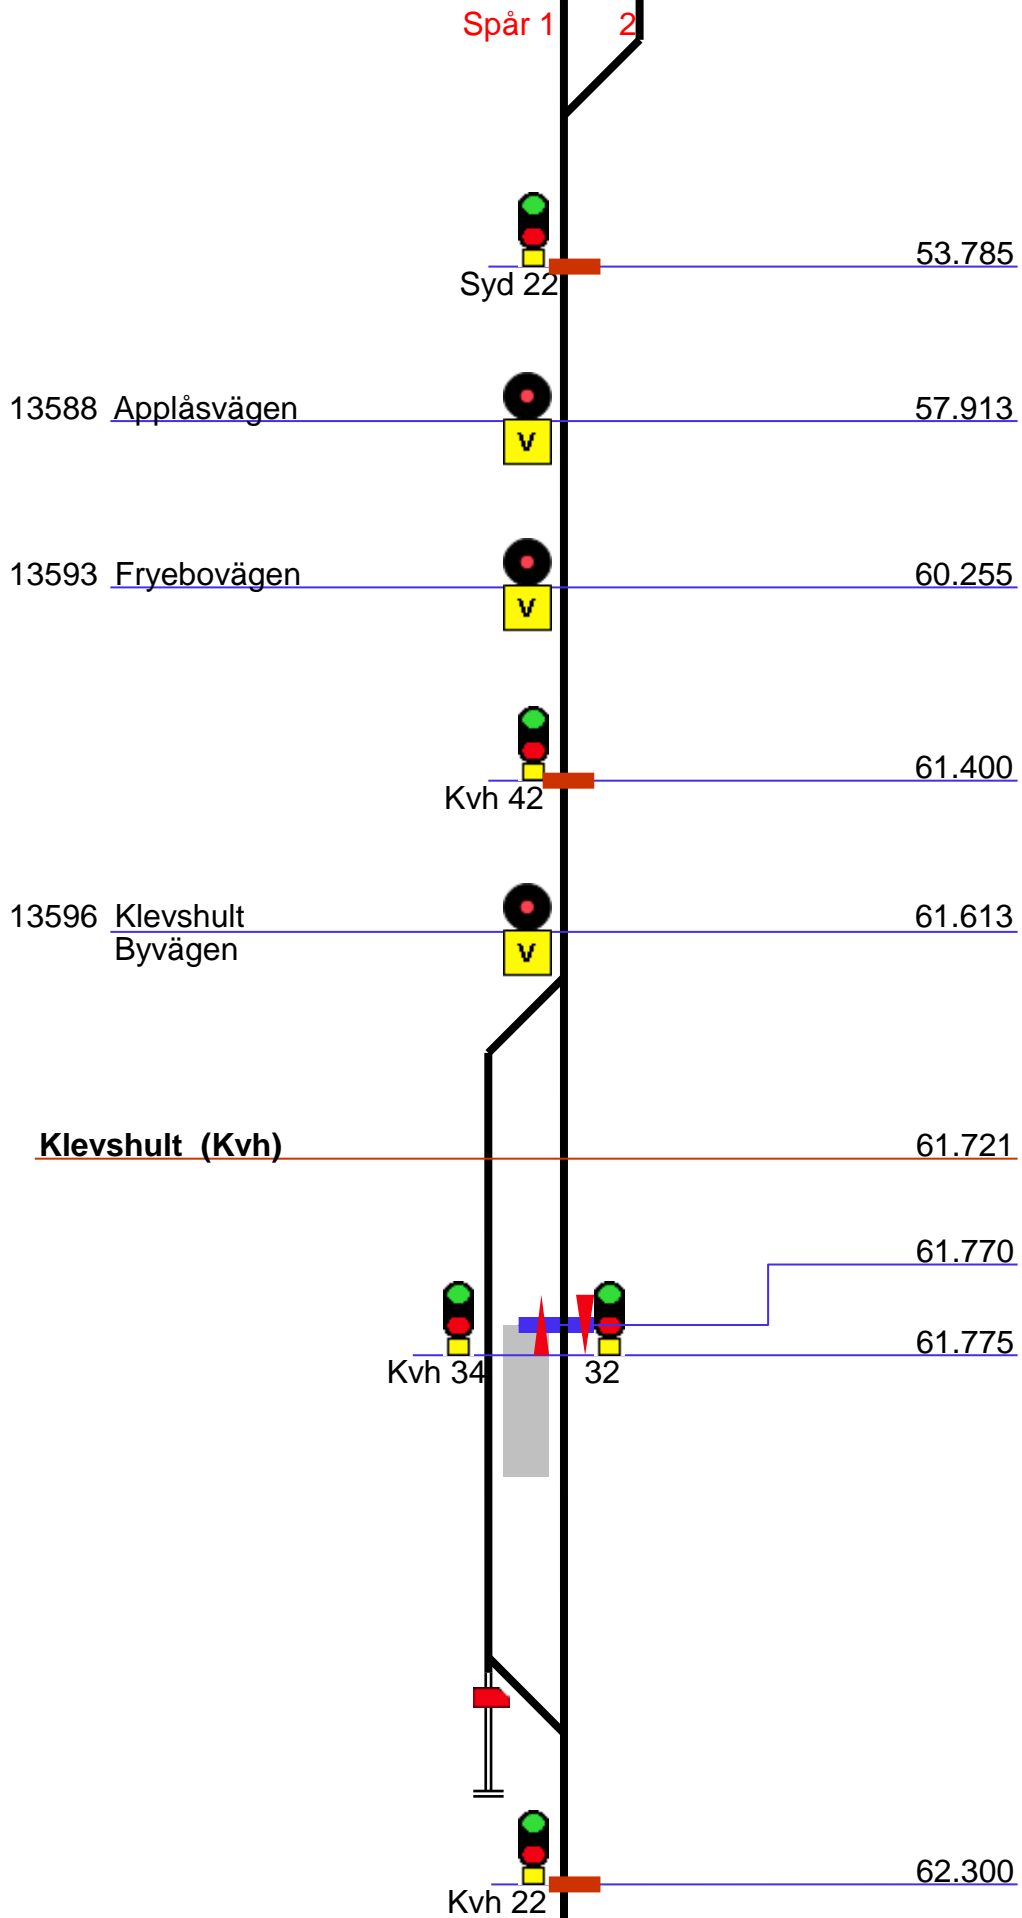 Spår 1 2
53.785
Syd 22
13588 Applåsvägen 57.913
V
13593 Fryebovägen 60.255
V
61.400
Kvh 42
13596 Klevshult 61.613
Byvägen V
Klevshult (Kvh) 61.721
61.770
61.775
Kvh 34 32
62.300
Kvh 22